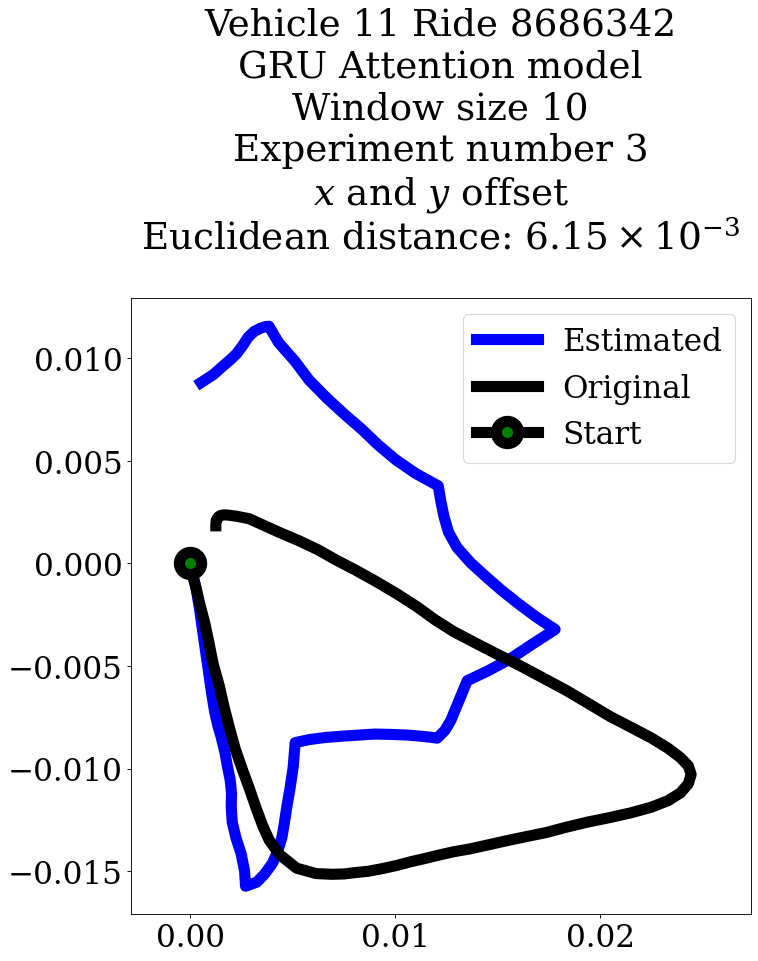 Vehicle 11 Ride 8686342
GRU Attention model
Window size 10
Experiment number 3
x and y offset
Euclidean distance: 6.15 × 10⁻³
Estimated
Original
Start
0.010
0.005
0.000
−0.005
−0.010
−0.015
0.00 0.01 0.02